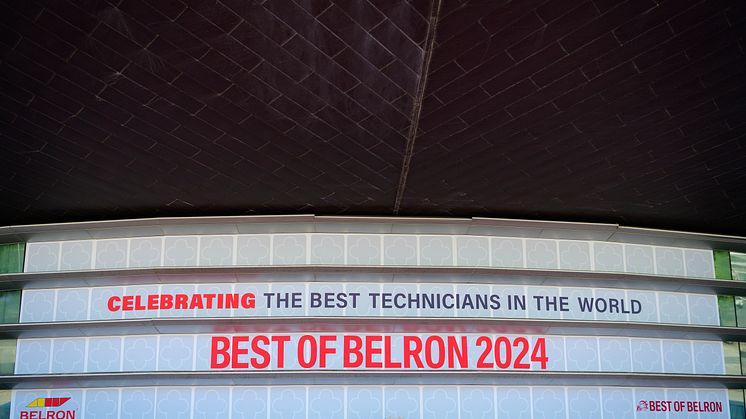 CELEBRATING THE BEST TECHNICIANS IN THE WORLD
BEST OF BELRON 2024
BELRON
BEST OF BELRON